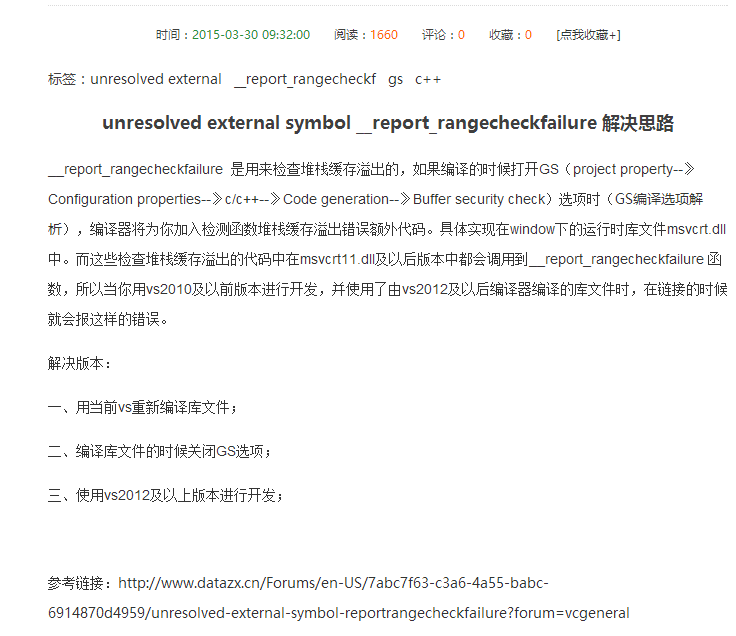 时间：2015-03-30 09:32:00 阅读：1660 评论：0 收藏：0 [点我收藏+]
标签：unresolved external __report_rangecheckf gs c++
unresolved external symbol __report_rangecheckfailure 解决思路
__report_rangecheckfailure 是用来检查堆栈缓存溢出的，如果编译的时候打开GS（project property--》
Configuration properties--》c/c++--》Code generation--》Buffer security check）选项时（GS编译选项解
析），编译器将为你加入检测函数堆栈缓存溢出错误额外代码。具体实现在window下的运行时库文件msvcrt.dll
中。而这些检查堆栈缓存溢出的代码中在msvcrt11.dll及以后版本中都会调用到__report_rangecheckfailure 函
数，所以当你用vs2010及以前版本进行开发，并使用了由vs2012及以后编译器编译的库文件时，在链接的时候
就会报这样的错误。
解决版本：
一、用当前vs重新编译库文件；
二、编译库文件的时候关闭GS选项；
三、使用vs2012及以上版本进行开发；
参考链接：http://www.datazx.cn/Forums/en-US/7abc7f63-c3a6-4a55-babc-
6914870d4959/unresolved-external-symbol-reportrangecheckfailure?forum=vcgeneral